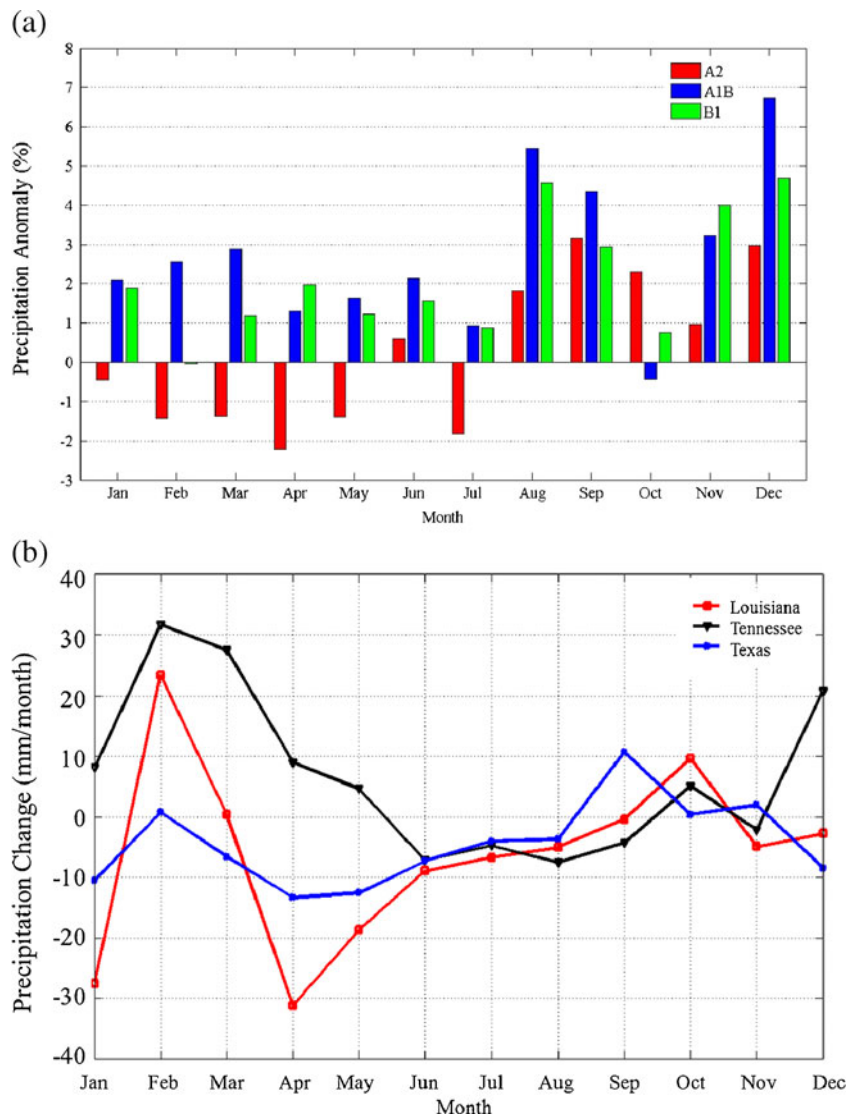 (a)
Precipitation Anomaly (%)
8
7
6
5
4
3
2
1
0
-1
-2
-3
A2
A1B
B1
Jan Feb Mar Apr May Jun Jul Aug Sep Oct Nov Dec
Month
(b)
Precipitation Change (mm/month)
40
30
20
10
0
-10
-20
-30
-40
Louisiana
Tennessee
Texas
Jan Feb Mar Apr May Jun Jul Aug Sep Oct Nov Dec
Month